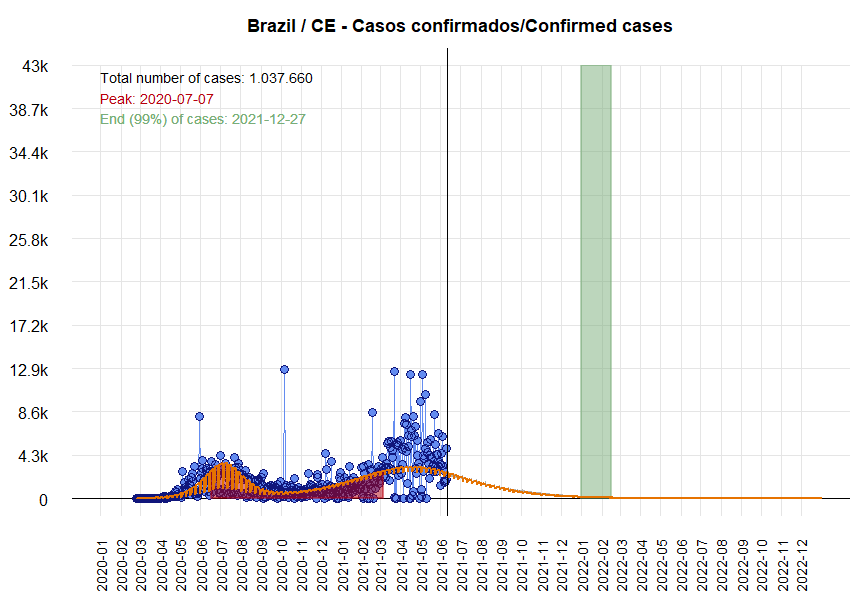 Brazil / CE - Casos confirmados/Confirmed cases
43k
Total number of cases: 1.037.660
Peak: 2020-07-07
End (99%) of cases: 2021-12-27
38.7k
34.4k
30.1k
25.8k
21.5k
17.2k
12.9k
8.6k
4.3k
0
2020-01
2020-02
2020-03
2020-04
2020-05
2020-06
2020-07
2020-08
2020-09
2020-10
2020-11
2020-12
2021-01
2021-02
2021-03
2021-04
2021-05
2021-06
2021-07
2021-08
2021-09
2021-10
2021-11
2021-12
2022-01
2022-02
2022-03
2022-04
2022-05
2022-06
2022-07
2022-08
2022-09
2022-10
2022-11
2022-12